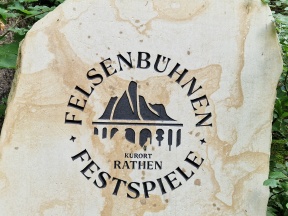 FELSENBÜHNEN
KURORT
RATHEN
FESTSPIELE